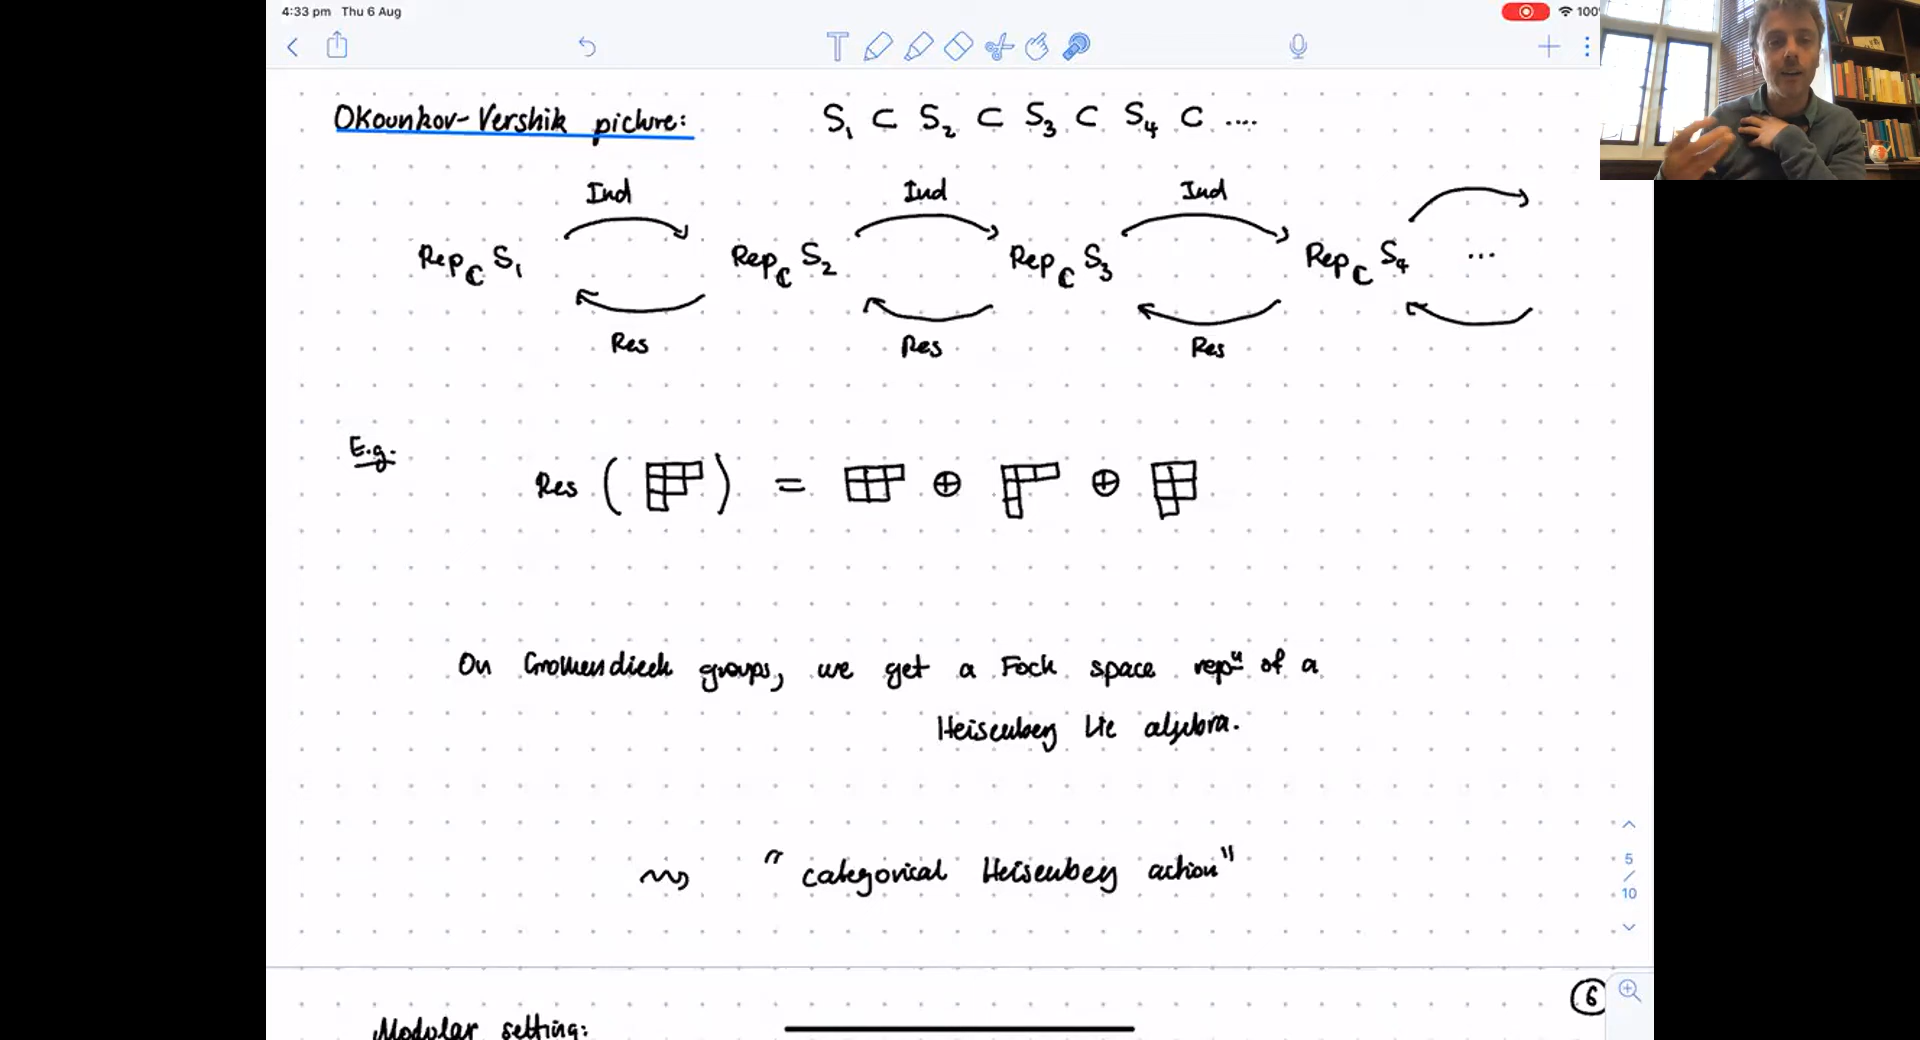 4:33 pm Thu 6 Aug
100
Okounkov-Vershik picture: S₁ ⊂ S₂ ⊂ S₃ ⊂ S₄ ⊂ ....
Ind Ind Ind
Rep_ℂ S₁ Rep_ℂ S₂ Rep_ℂ S₃ Rep_ℂ S₄ ...
Res Res Res
E.g.
Res ( ) = ⊕ ⊕
On Grothendieck groups, we get a Fock space repⁿ of a
Heisenberg Lie algebra.
⇝ "categorical Heisenberg action"
5
/
10
6
Modular setting: